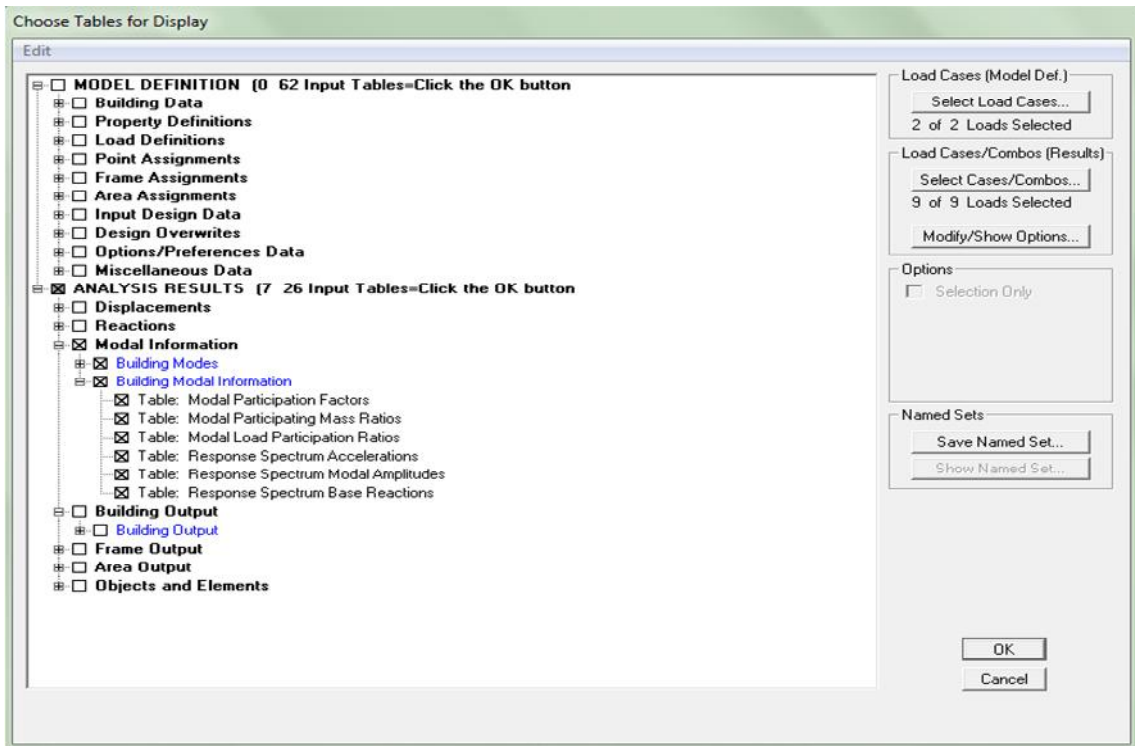 Choose Tables for Display
Edit
MODEL DEFINITION (0 62 Input Tables=Click the OK button
Building Data
Property Definitions
Load Definitions
Point Assignments
Frame Assignments
Area Assignments
Input Design Data
Design Overwrites
Options/Preferences Data
Miscellaneous Data
ANALYSIS RESULTS (7 26 Input Tables=Click the OK button
Displacements
Reactions
Modal Information
Building Modes
Building Modal Information
Table: Modal Participation Factors
Table: Modal Participating Mass Ratios
Table: Modal Load Participation Ratios
Table: Response Spectrum Accelerations
Table: Response Spectrum Modal Amplitudes
Table: Response Spectrum Base Reactions
Building Output
Building Output
Frame Output
Area Output
Objects and Elements
Load Cases (Model Def.)
Select Load Cases...
2 of 2 Loads Selected
Load Cases/Combos (Results)
Select Cases/Combos...
9 of 9 Loads Selected
Modify/Show Options...
Options
Selection Only
Named Sets
Save Named Set...
Show Named Set...
OK
Cancel